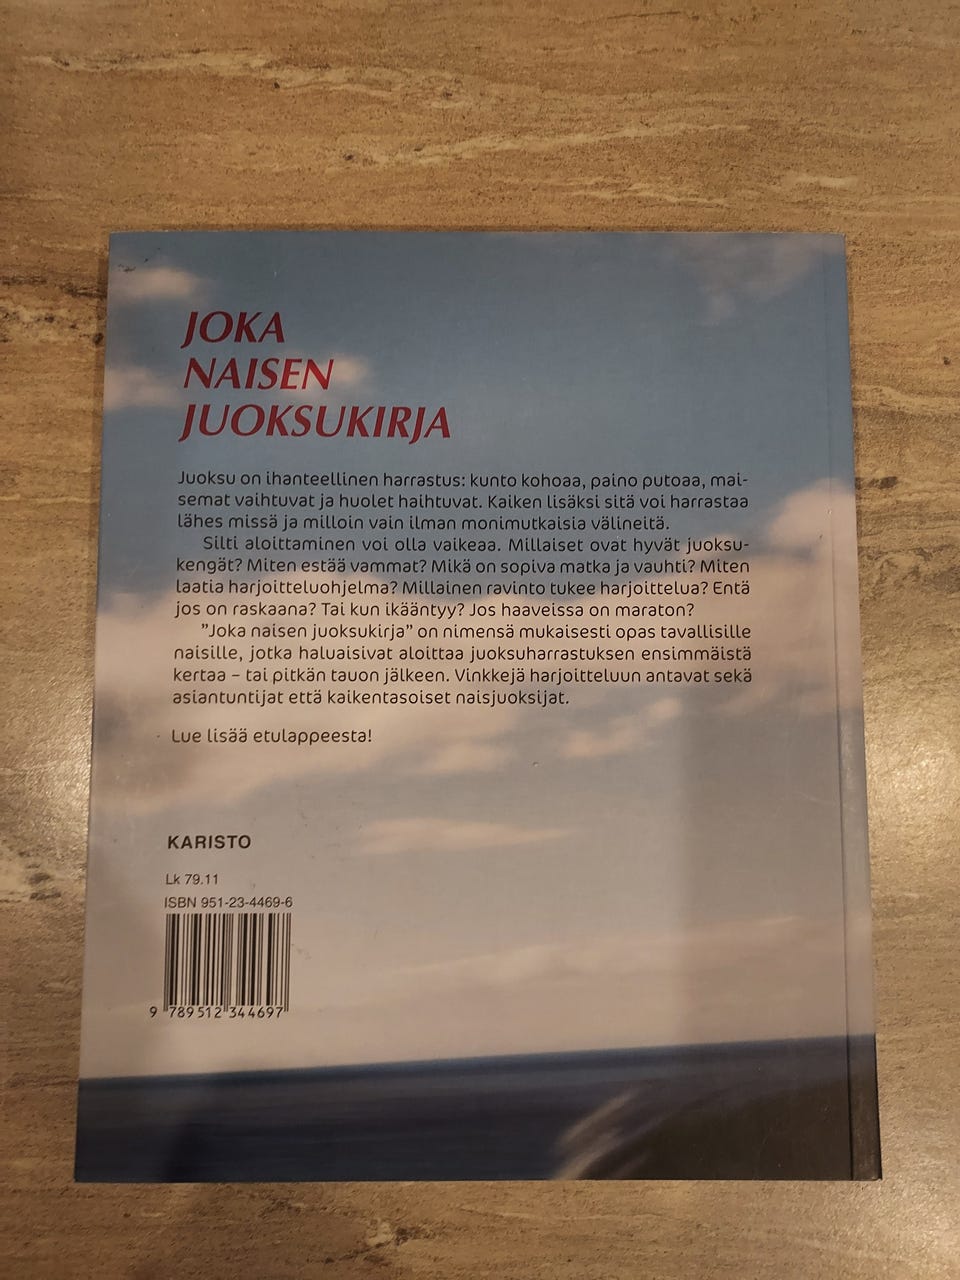 JOKA
NAISEN
JUOKSUKIRJA
Juoksu on ihanteellinen harrastus: kunto kohoaa, paino putoaa, mai-
semat vaihtuvat ja huolet haihtuvat. Kaiken lisäksi sitä voi harrastaa
lähes missä ja milloin vain ilman monimutkaisia välineitä.
Silti aloittaminen voi olla vaikeaa. Millaiset ovat hyvät juoksu-
kengät? Miten estää vammat? Mikä on sopiva matka ja vauhti? Miten
laatia harjoitteluohjelma? Millainen ravinto tukee harjoittelua? Entä
jos on raskaana? Tai kun ikääntyy? Jos haaveissa on maraton?
”Joka naisen juoksukirja” on nimensä mukaisesti opas tavallisille
naisille, jotka haluaisivat aloittaa juoksuharrastuksen ensimmäistä
kertaa – tai pitkän tauon jälkeen. Vinkkejä harjoitteluun antavat sekä
asiantuntijat että kaikentasoiset naisjuoksijat.
Lue lisää etulappeesta!
KARISTO
Lk 79.11
ISBN 951-23-4469-6
9 789512 344697